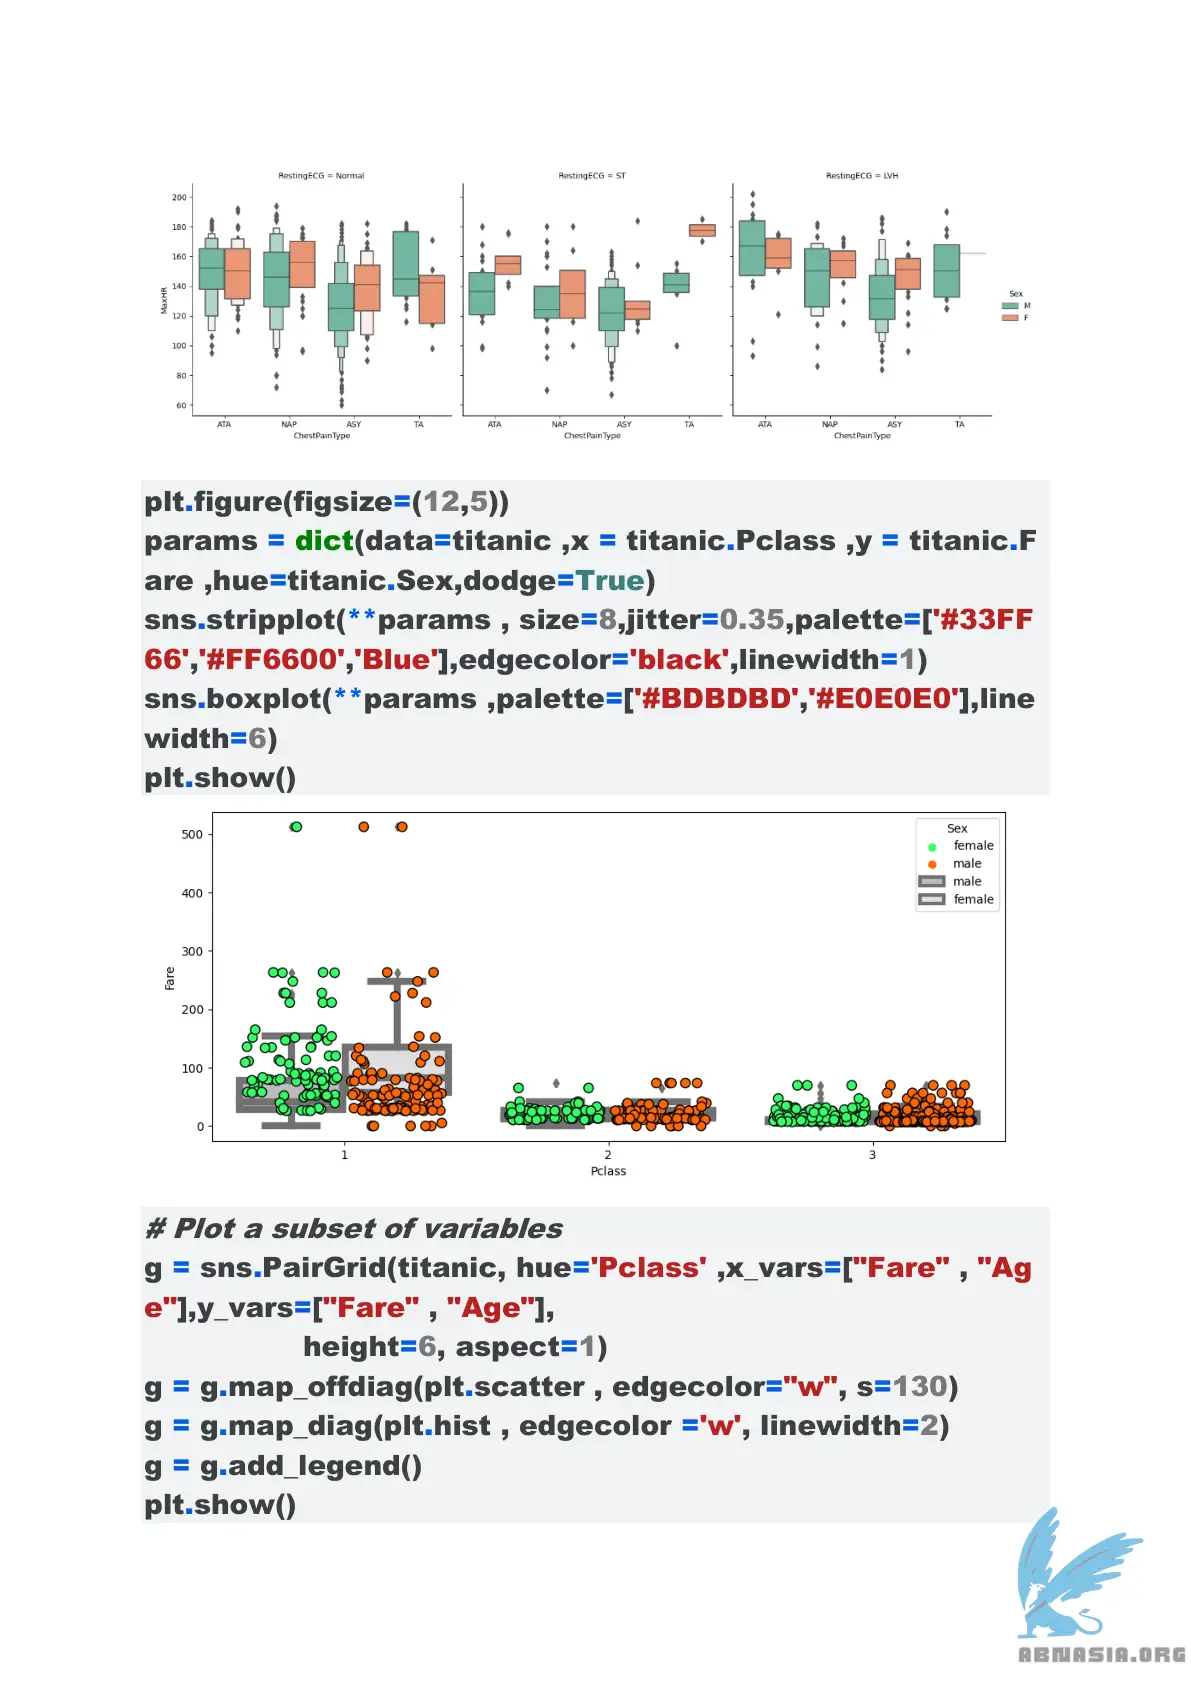 RestingECG = Normal
RestingECG = ST
RestingECG = LVH
200
180
160
140
120
100
80
60
MaxHR
ATA NAP ASY TA
ChestPainType
ATA NAP ASY TA
ChestPainType
ATA NAP ASY TA
ChestPainType
Sex
M
F
plt.figure(figsize=(12,5))
params = dict(data=titanic ,x = titanic.Pclass ,y = titanic.F
are ,hue=titanic.Sex,dodge=True)
sns.stripplot(**params , size=8,jitter=0.35,palette=['#33FF
66','#FF6600','Blue'],edgecolor='black',linewidth=1)
sns.boxplot(**params ,palette=['#BDBDBD','#E0E0E0'],line
width=6)
plt.show()
500
400
300
200
100
0
Fare
Sex
female
male
male
female
1 2 3
Pclass
# Plot a subset of variables
g = sns.PairGrid(titanic, hue='Pclass' ,x_vars=["Fare" , "Ag
e"],y_vars=["Fare" , "Age"],
height=6, aspect=1)
g = g.map_offdiag(plt.scatter , edgecolor="w", s=130)
g = g.map_diag(plt.hist , edgecolor ='w', linewidth=2)
g = g.add_legend()
plt.show()
ABNASIA.ORG